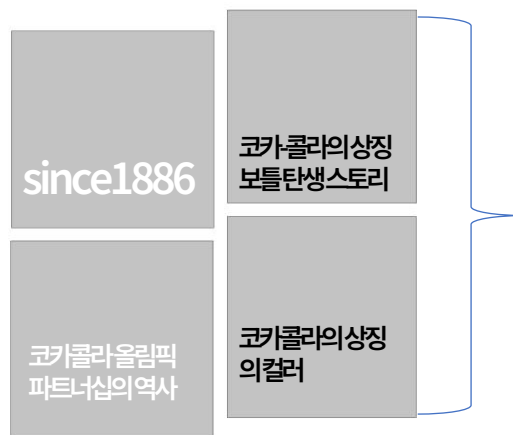 since1886
코카-콜라의 상징
보틀 탄생 스토리
코카콜라 올림픽
파트너십의 역사
코카콜라의 상징
의 컬러